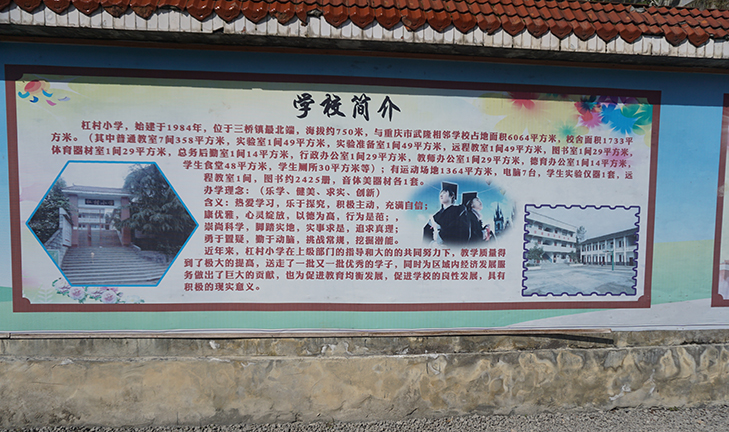 学校简介
杠村小学，始建于1984年，位于三桥镇最北端，海拔约750米，与重庆市武隆相邻学校占地面积6064平方米，校舍面积1733平
方米。（其中普通教室7间358平方米，实验室1间49平方米，实验准备室1间49平方米，远程教室1间49平方米，图书室1间29平方米，
体育器材室1间29平方米，总务后勤室1间14平方米，行政办公室1间29平方米，教师办公室1间29平方米，德育办公室1间14平方米，
学生食堂48平方米，学生厕所30平方米等）；有运动场地1364平方米，电脑7台，学生实验仪器1套，远
程教室1间，图书约2425册，音体美器材各1套。
办学理念：（乐学、健美、求实、创新）
含义：热爱学习，乐于探究，积极主动，充满自信；
康优雅，心灵绽放，以德为高，行为是范；
崇尚科学，脚踏实地，实事求是，追求真理；
勇于置疑，勤于动脑，挑战常规，挖掘潜能。
近年来，杠村小学在上级部门的指导和大的的共同努力下，教学质量得
到了极大的提高，送走了一批又一批优秀的学子，同时为区域内经济发展服
务做出了巨大的贡献，也为促进教育均衡发展，促进学校的良性发展，具有
积极的现实意义。